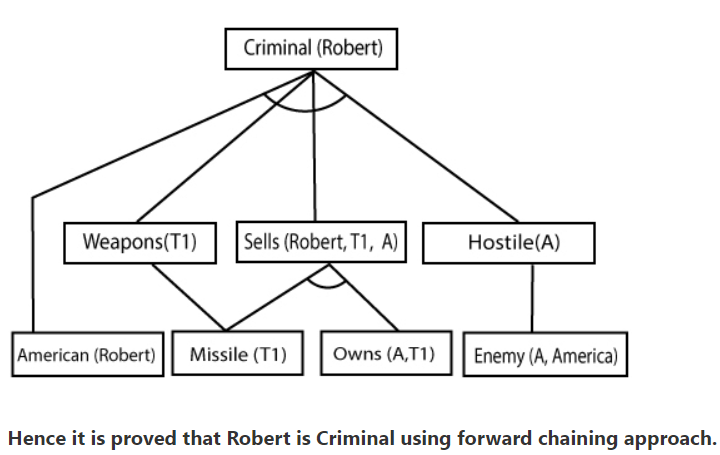 Criminal (Robert)
Weapons(T1)
Sells (Robert, T1, A)
Hostile(A)
American (Robert)
Missile (T1)
Owns (A,T1)
Enemy (A, America)
Hence it is proved that Robert is Criminal using forward chaining approach.